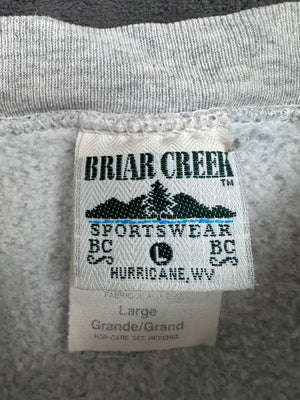 BRIAR CREEK
TM
SPORTSWEAR
BC L BC
HURRICANE, WV
Large
Grande/Grand
FOR CARE SEE REVERSE